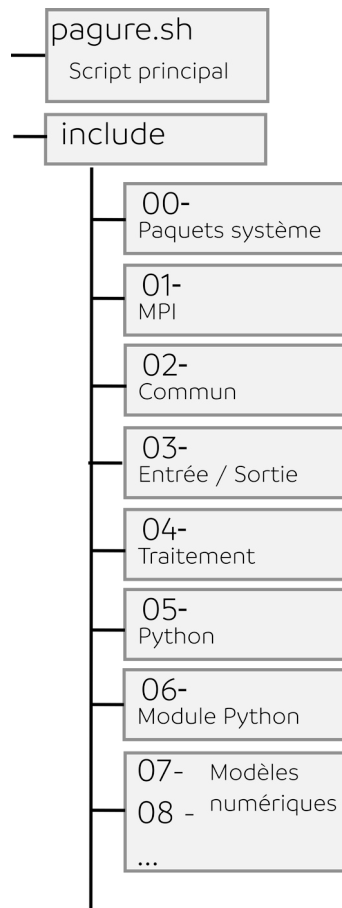 pagure.sh
Script principal
include
00-
Paquets système
01-
MPI
02-
Commun
03-
Entrée / Sortie
04-
Traitement
05-
Python
06-
Module Python
07- Modèles
08 - numériques
...